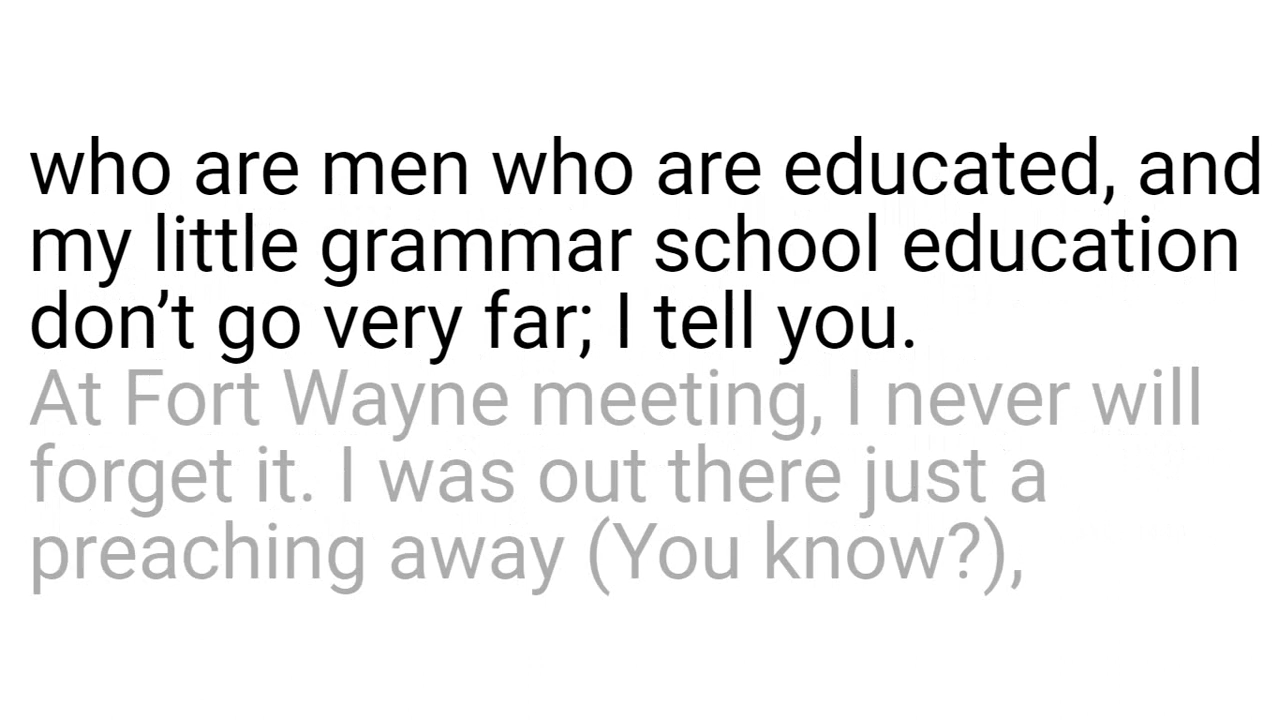 who are men who are educated, and
my little grammar school education
don’t go very far; I tell you.
At Fort Wayne meeting, I never will
forget it. I was out there just a
preaching away (You know?),